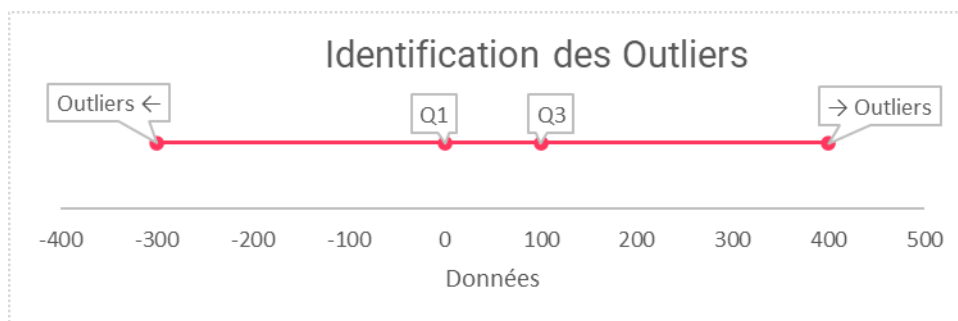 Identification des Outliers
Outliers ←
Q1
Q3
→ Outliers
-400 -300 -200 -100 0 100 200 300 400 500
Données